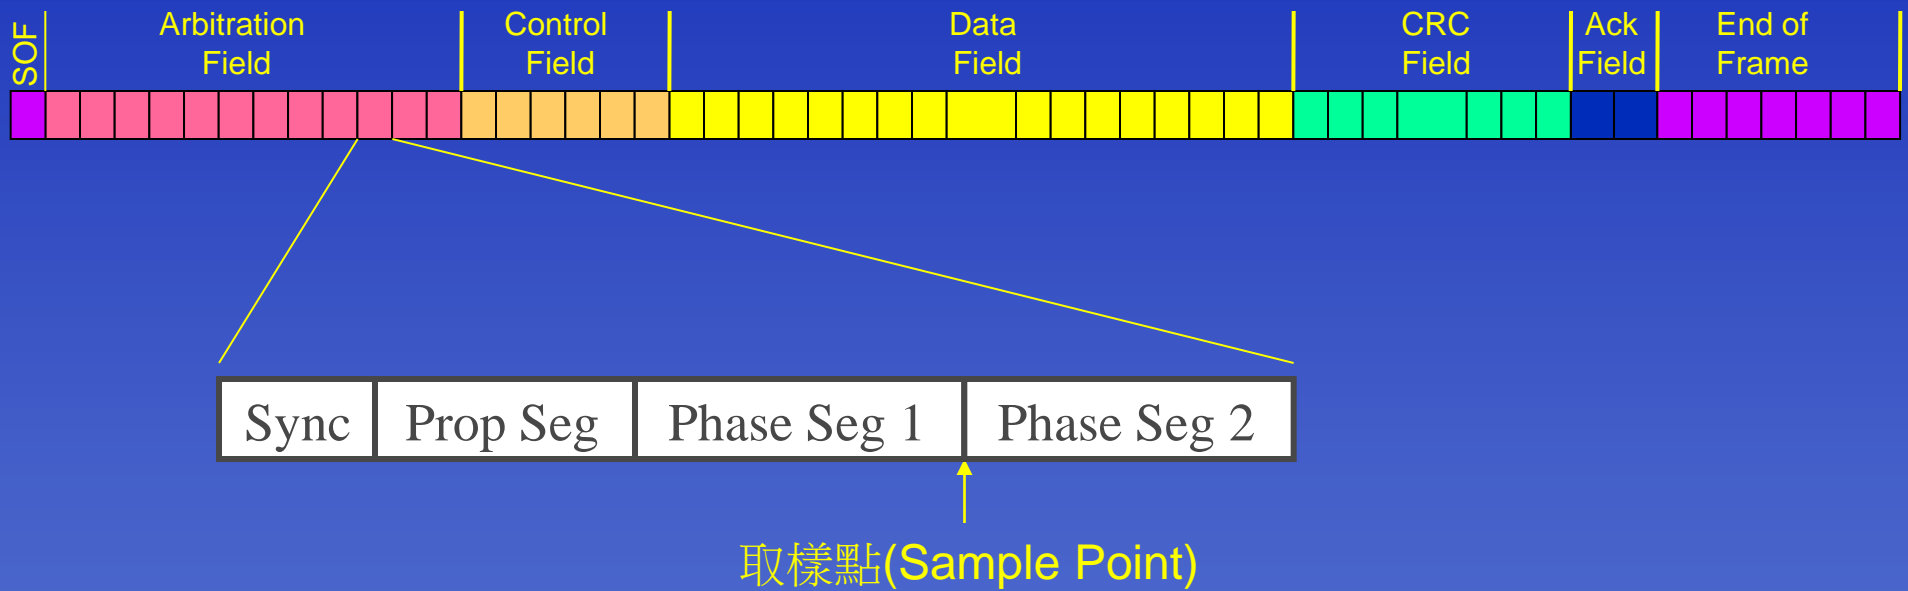 SOF
Arbitration
Field
Control
Field
Data
Field
CRC
Field
Ack
Field
End of
Frame
Sync
Prop Seg
Phase Seg 1
Phase Seg 2
取樣點(Sample Point)